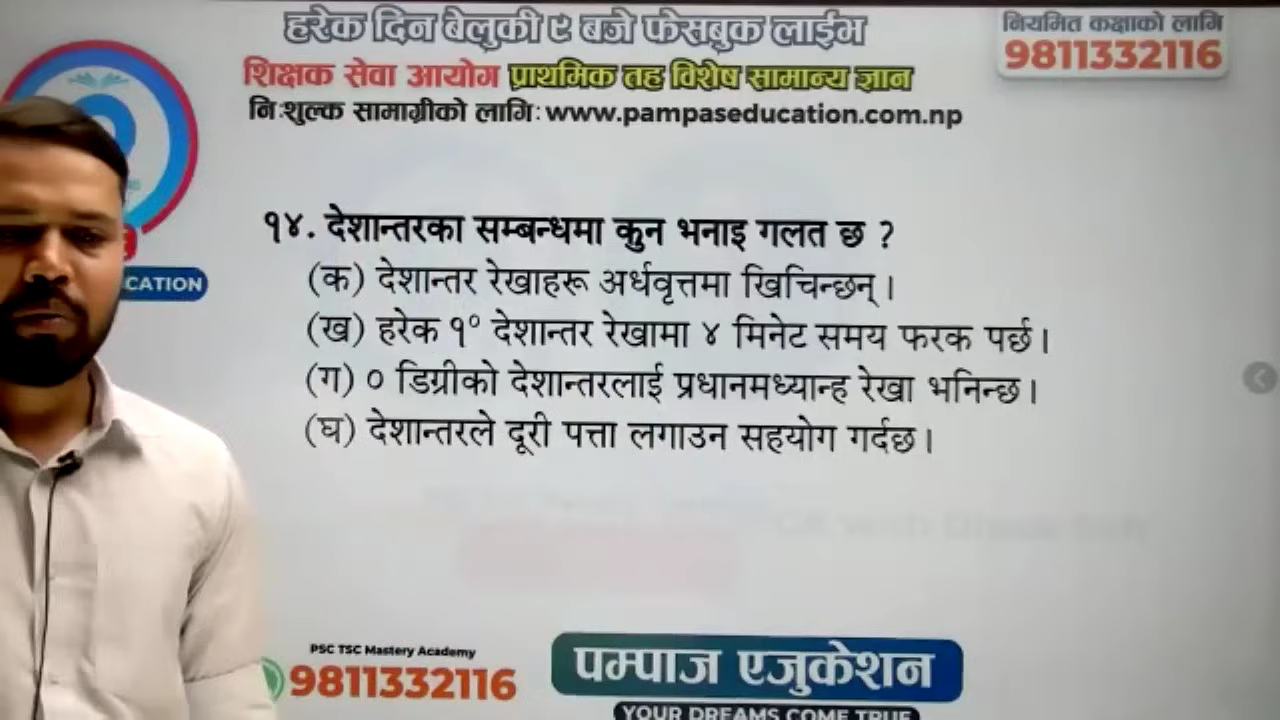 हरेक दिन बेलुकी ९ बजे फेसबुक लाईभ
नियमित कक्षाको लागि
9811332116
शिक्षक सेवा आयोग प्राथमिक तह विशेष सामान्य ज्ञान
नि:शुल्क सामाग्रीको लागि: www.pampaseducation.com.np
१४. देशान्तरका सम्बन्धमा कुन भनाइ गलत छ ?
(क) देशान्तर रेखाहरू अर्धवृत्तमा खिचिन्छन् ।
(ख) हरेक १° देशान्तर रेखामा ४ मिनेट समय फरक पर्छ ।
(ग) ० डिग्रीको देशान्तरलाई प्रधानमध्यान्ह रेखा भनिन्छ ।
(घ) देशान्तरले दूरी पत्ता लगाउन सहयोग गर्दछ ।
CATION
PSC TSC Mastery Academy
9811332116
पम्पाज एजुकेशन
YOUR DREAMS COME TRUE